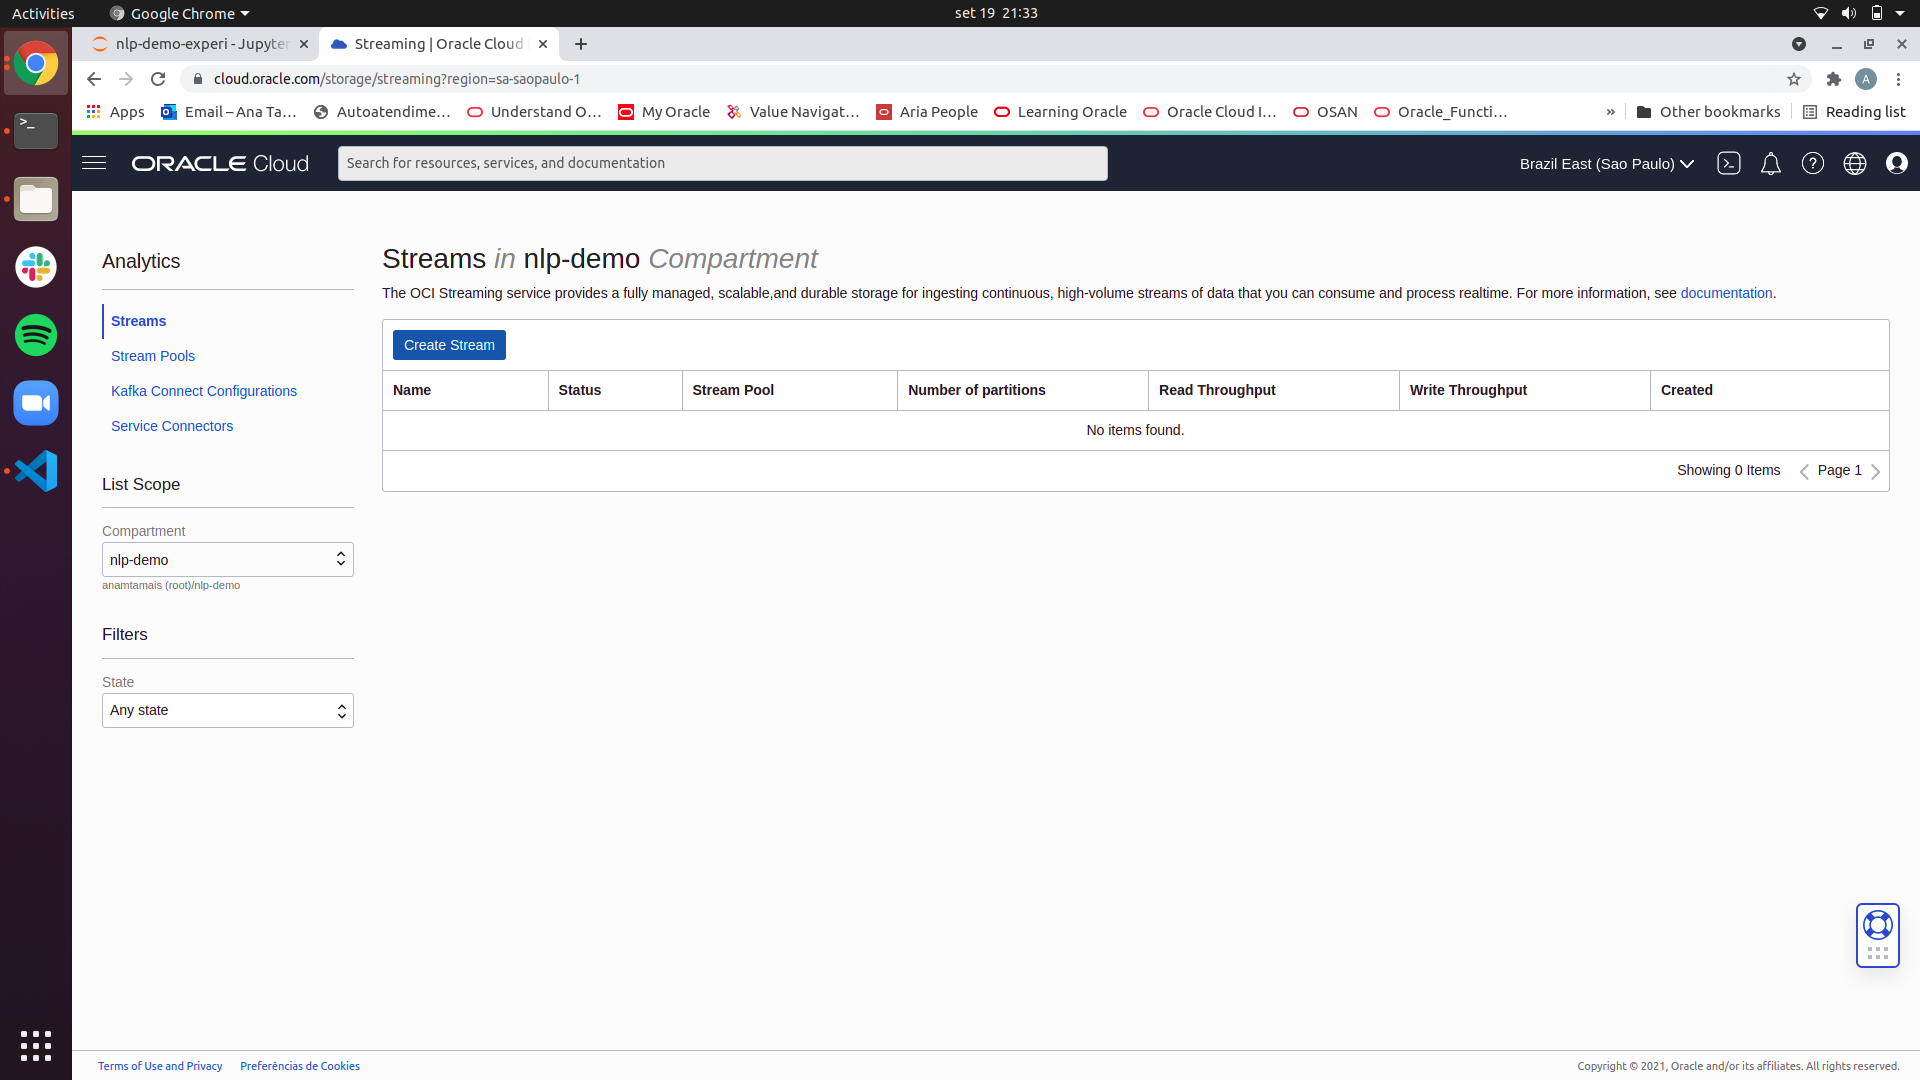 Activities
Google Chrome
set 19 21:33
nlp-demo-experi - Jupyter
Streaming | Oracle Cloud
cloud.oracle.com/storage/streaming?region=sa-saopaulo-1
A
Apps
Email – Ana Ta…
Autoatendime…
Understand O…
My Oracle
Value Navigat…
Aria People
Learning Oracle
Oracle Cloud I…
OSAN
Oracle_Functi…
»
Other bookmarks
Reading list
ORACLE Cloud
Search for resources, services, and documentation
Brazil East (Sao Paulo)
Analytics
Streams
Stream Pools
Kafka Connect Configurations
Service Connectors
List Scope
Compartment
nlp-demo
anamtamais (root)/nlp-demo
Filters
State
Any state
Streams in nlp-demo Compartment
The OCI Streaming service provides a fully managed, scalable,and durable storage for ingesting continuous, high-volume streams of data that you can consume and process realtime. For more information, see documentation.
Create Stream
Name Status Stream Pool Number of partitions Read Throughput Write Throughput Created
No items found.
Showing 0 Items Page 1
Terms of Use and Privacy Preferências de Cookies
Copyright © 2021, Oracle and/or its affiliates. All rights reserved.